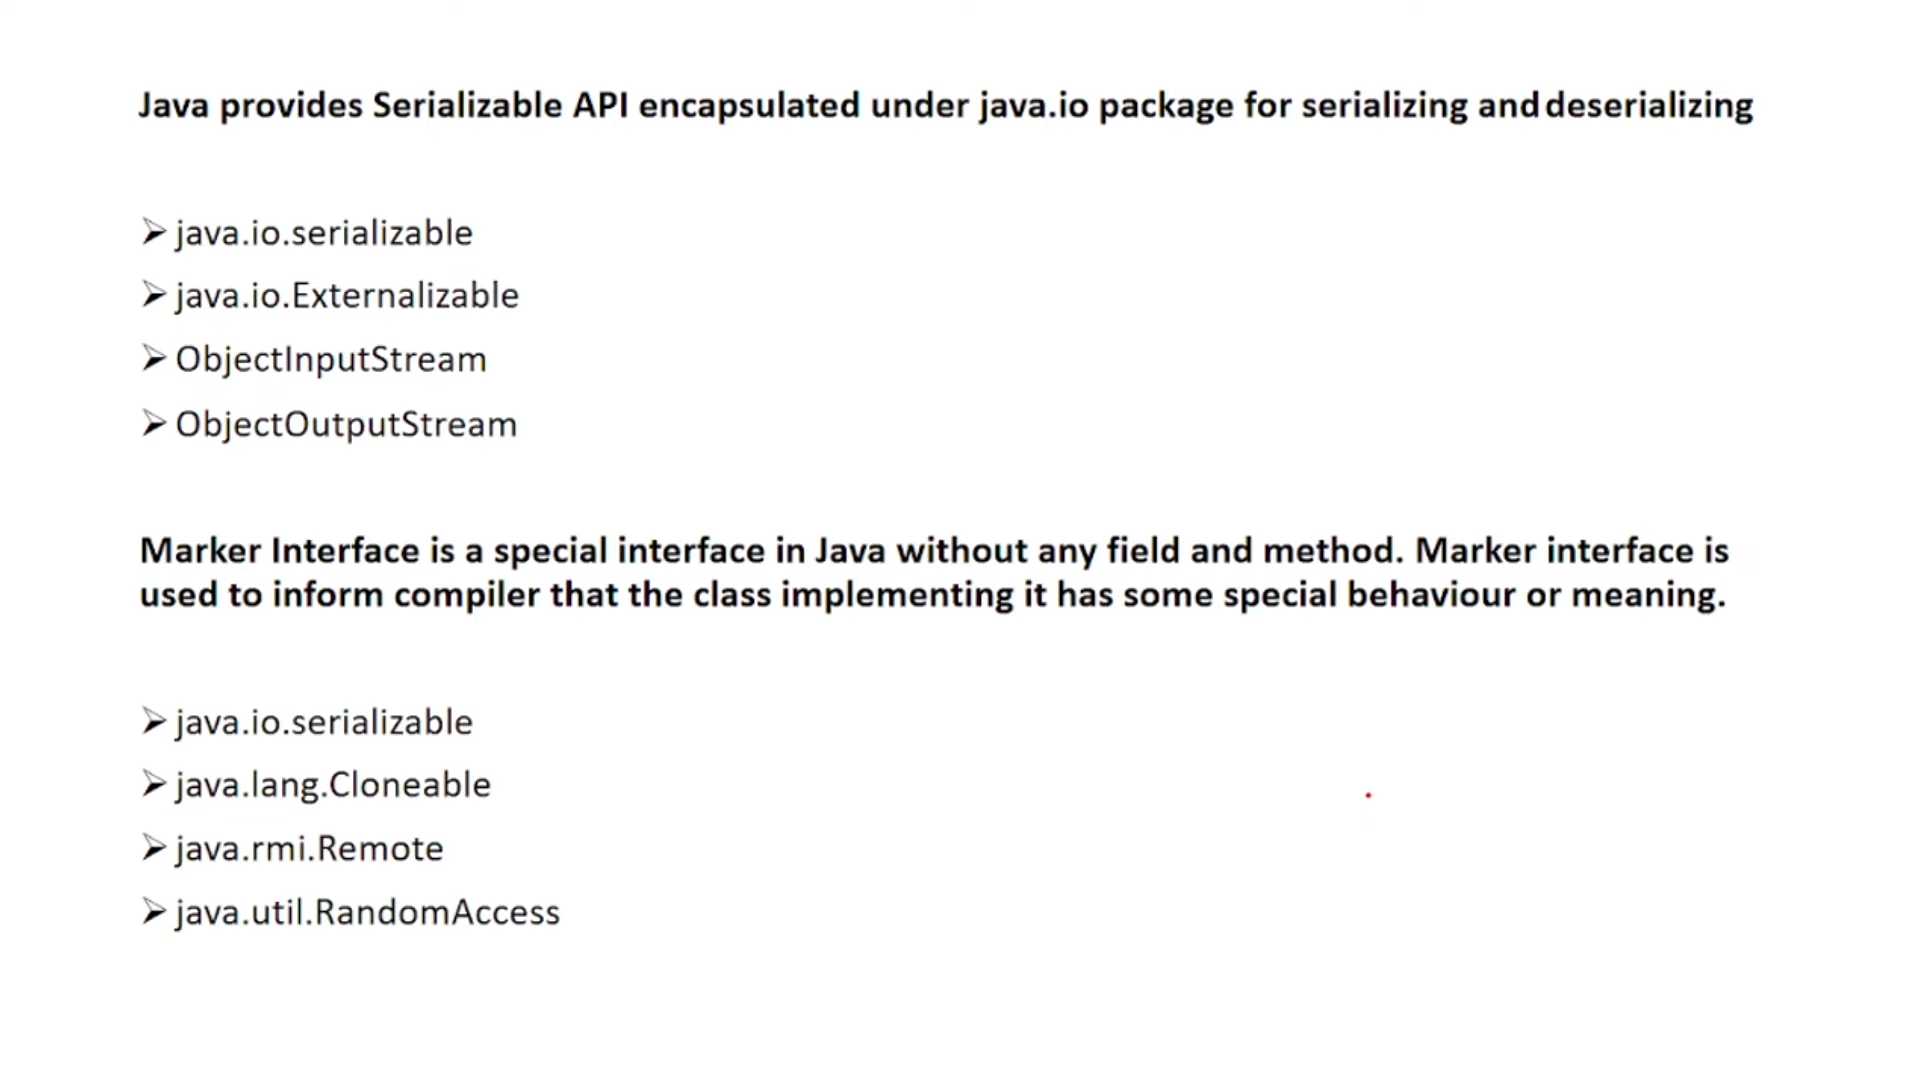 Java provides Serializable API encapsulated under java.io package for serializing and deserializing
java.io.serializable
java.io.Externalizable
ObjectInputStream
ObjectOutputStream
Marker Interface is a special interface in Java without any field and method. Marker interface is
used to inform compiler that the class implementing it has some special behaviour or meaning.
java.io.serializable
java.lang.Cloneable
java.rmi.Remote
java.util.RandomAccess